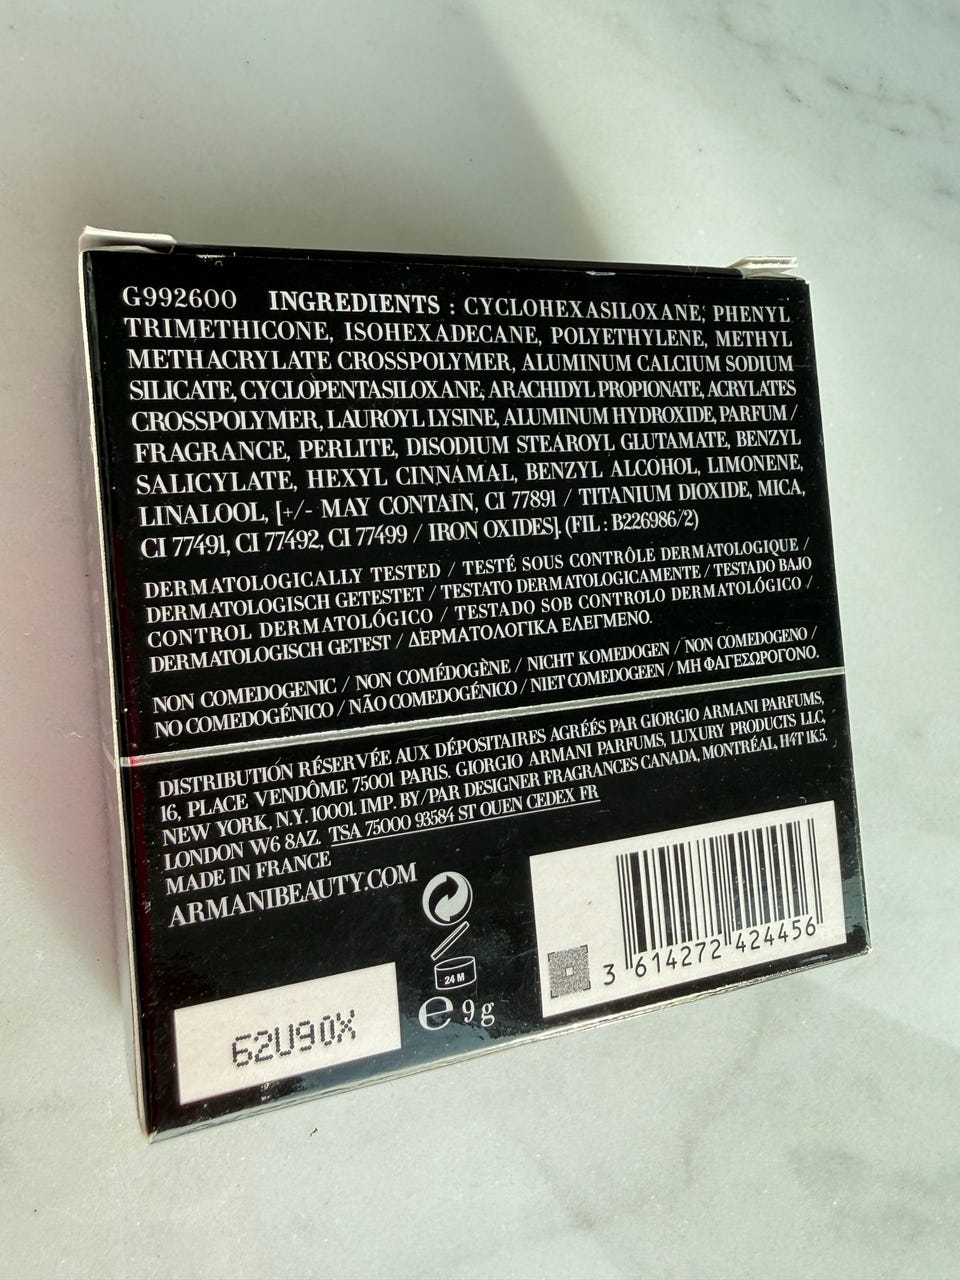 G992600 INGREDIENTS : CYCLOHEXASILOXANE, PHENYL
TRIMETHICONE, ISOHEXADECANE, POLYETHYLENE, METHYL
METHACRYLATE CROSSPOLYMER, ALUMINUM CALCIUM SODIUM
SILICATE, CYCLOPENTASILOXANE, ARACHIDYL PROPIONATE, ACRYLATES
CROSSPOLYMER, LAUROYL LYSINE, ALUMINUM HYDROXIDE, PARFUM /
FRAGRANCE, PERLITE, DISODIUM STEAROYL GLUTAMATE, BENZYL
SALICYLATE, HEXYL CINNAMAL, BENZYL ALCOHOL, LIMONENE,
LINALOOL, [+/- MAY CONTAIN, CI 77891 / TITANIUM DIOXIDE, MICA,
CI 77491, CI 77492, CI 77499 / IRON OXIDES]. (FIL : B226986/2)
DERMATOLOGICALLY TESTED / TESTÉ SOUS CONTRÔLE DERMATOLOGIQUE /
DERMATOLOGISCH GETESTET / TESTATO DERMATOLOGICAMENTE / TESTADO BAJO
CONTROL DERMATOLÓGICO / TESTADO SOB CONTROLO DERMATOLÓGICO /
DERMATOLOGISCH GETEST / ΔΕΡΜΑΤΟΛΟΓΙΚΑ ΕΛΕΓΜΕΝΟ.
NON COMEDOGENIC / NON COMÉDOGÈNE / NICHT KOMEDOGEN / NON COMEDOGENO /
NO COMEDOGÉNICO / NÃO COMEDOGÉNICO / NIET COMEDOGEEN / ΜΗ ΦΑΓΕΣΩΡΟΓΟΝΟ.
DISTRIBUTION RÉSERVÉE AUX DÉPOSITAIRES AGRÉÉS PAR GIORGIO ARMANI PARFUMS,
16, PLACE VENDÔME 75001 PARIS. GIORGIO ARMANI PARFUMS, LUXURY PRODUCTS LLC,
NEW YORK, N.Y. 10001. IMP. BY/PAR DESIGNER FRAGRANCES CANADA, MONTRÉAL, H4T 1K5.
LONDON W6 8AZ. TSA 75000 93584 ST OUEN CEDEX FR
MADE IN FRANCE
ARMANIBEAUTY.COM
24 M
e 9 g
3 614272 424456
62U90X